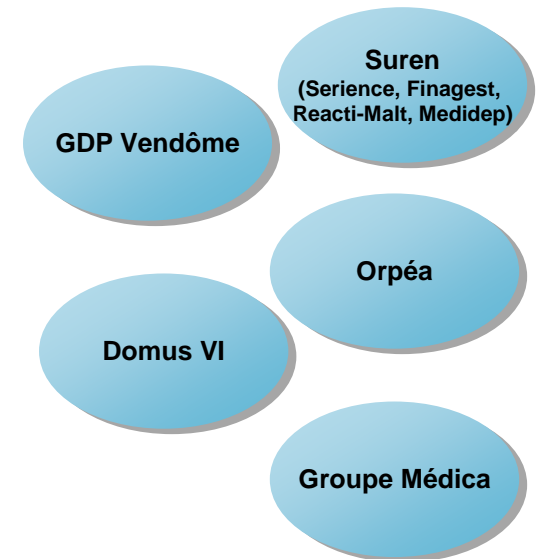 Suren
(Serience, Finagest,
Reacti-Malt, Medidep)
GDP Vendôme
Orpéa
Domus VI
Groupe Médica